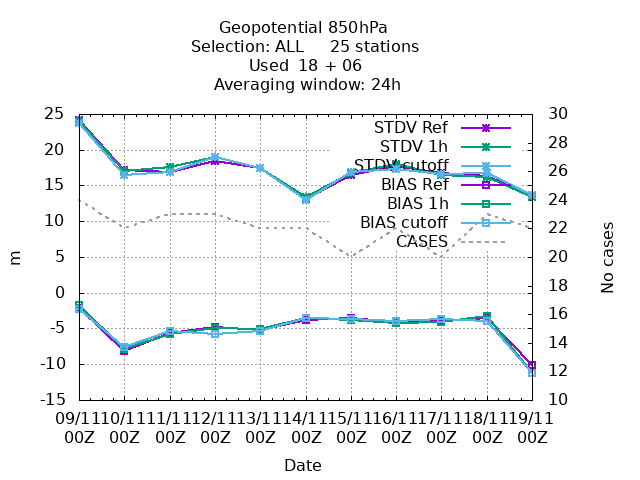 Geopotential 850hPa
Selection: ALL 25 stations
Used 18 + 06
Averaging window: 24h
25
20
15
10
5
0
-5
-10
-15
m
30
28
26
24
22
20
18
16
14
12
10
No cases
STDV Ref
STDV 1h
STDV cutoff
BIAS Ref
BIAS 1h
BIAS cutoff
CASES
09/11 10/11 11/11 12/11 13/11 14/11 15/11 16/11 17/11 18/11 19/11
00Z 00Z 00Z 00Z 00Z 00Z 00Z 00Z 00Z 00Z 00Z
Date